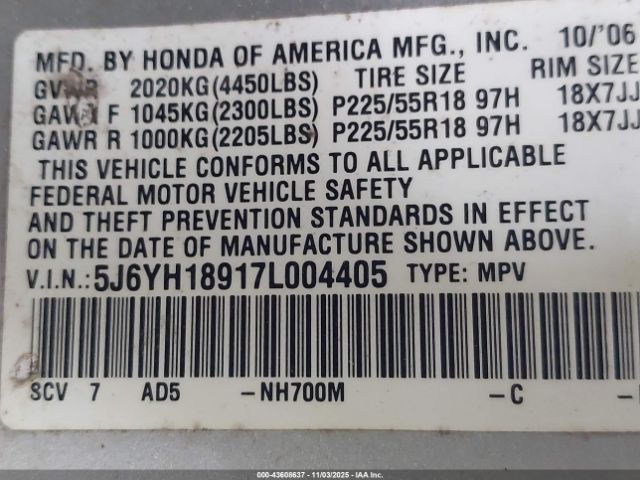 MFD. BY HONDA OF AMERICA MFG., INC. 10/'06
GVWR 2020KG(4450LBS) TIRE SIZE RIM SIZE
GAWR F 1045KG(2300LBS) P225/55R18 97H 18X7JJ
GAWR R 1000KG(2205LBS) P225/55R18 97H 18X7JJ
THIS VEHICLE CONFORMS TO ALL APPLICABLE
FEDERAL MOTOR VEHICLE SAFETY
AND THEFT PREVENTION STANDARDS IN EFFECT
ON THE DATE OF MANUFACTURE SHOWN ABOVE.
V.I.N.: 5J6YH18917L004405 TYPE: MPV
SCV 7 AD5 -NH700M -C -
000-43608637 - 11/03/2025 - IAA Inc.